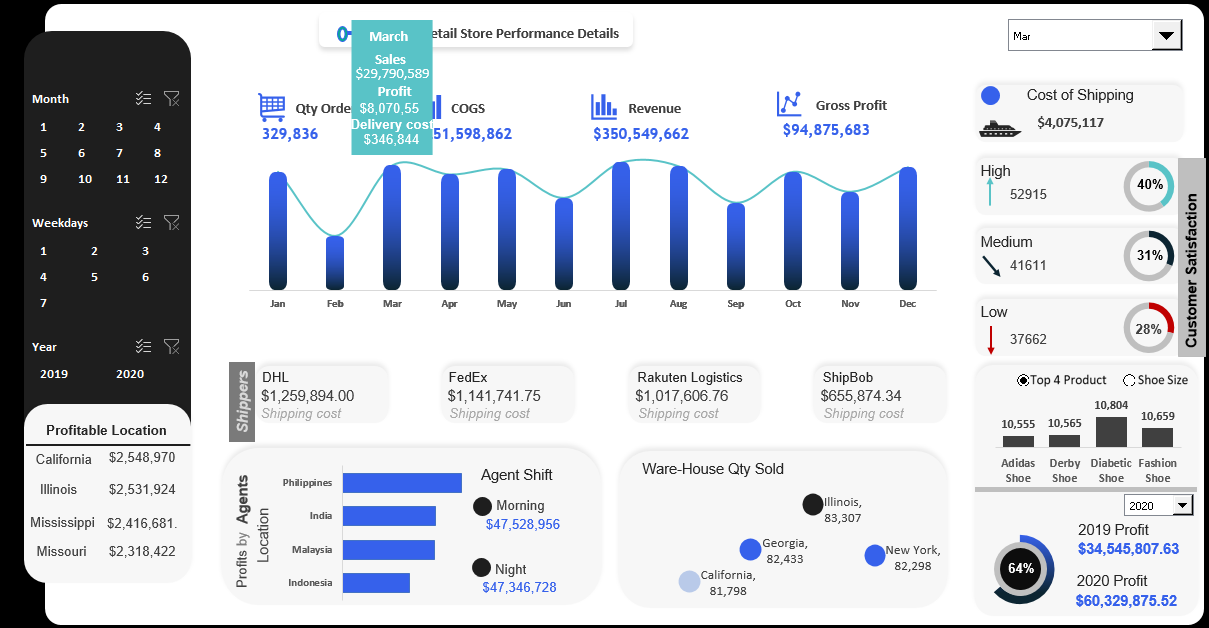 etail Store Performance Details
March
Sales
$29,790,589
Profit
$8,070,55
Delivery cost
$346,844
Mar
Month
1 2 3 4
5 6 7 8
9 10 11 12
Weekdays
1 2 3
4 5 6
7
Year
2019 2020
Profitable Location
California $2,548,970
Illinois $2,531,924
Mississippi $2,416,681.
Missouri $2,318,422
Qty Orde
329,836
COGS
51,598,862
Revenue
$350,549,662
Gross Profit
$94,875,683
Jan Feb Mar Apr May Jun Jul Aug Sep Oct Nov Dec
Cost of Shipping
$4,075,117
High
52915
40%
Medium
41611
31%
Low
37662
28%
Customer Satisfaction
Shippers
DHL
$1,259,894.00
Shipping cost
FedEx
$1,141,741.75
Shipping cost
Rakuten Logistics
$1,017,606.76
Shipping cost
ShipBob
$655,874.34
Shipping cost
Profits by Agents
Location
Philippines
India
Malaysia
Indonesia
Agent Shift
Morning
$47,528,956
Night
$47,346,728
Ware-House Qty Sold
Illinois,
83,307
Georgia,
82,433
New York,
82,298
California,
81,798
Top 4 Product Shoe Size
10,555 10,565 10,804 10,659
Adidas Derby Diabetic Fashion
Shoe Shoe Shoe Shoe
2020
64%
2019 Profit
$34,545,807.63
2020 Profit
$60,329,875.52